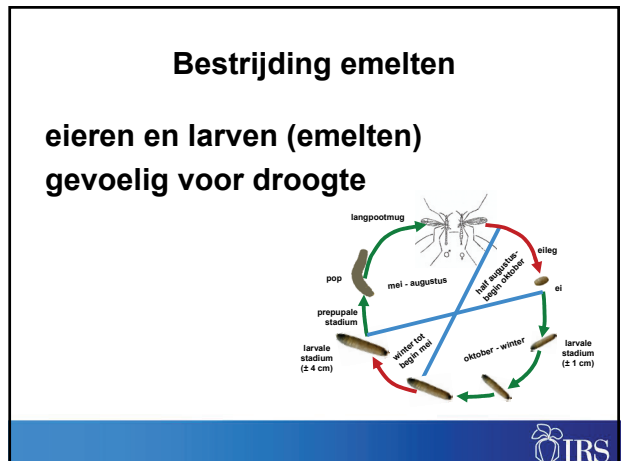 Bestrijding emelten
eieren en larven (emelten)
gevoelig voor droogte
langpootmug
♂ ♀
eileg
half augustus-
begin oktober
ei
pop
mei - augustus
prepupale
stadium
larvale
stadium
(± 4 cm)
winter tot
begin mei
oktober - winter
larvale
stadium
(± 1 cm)
IRS